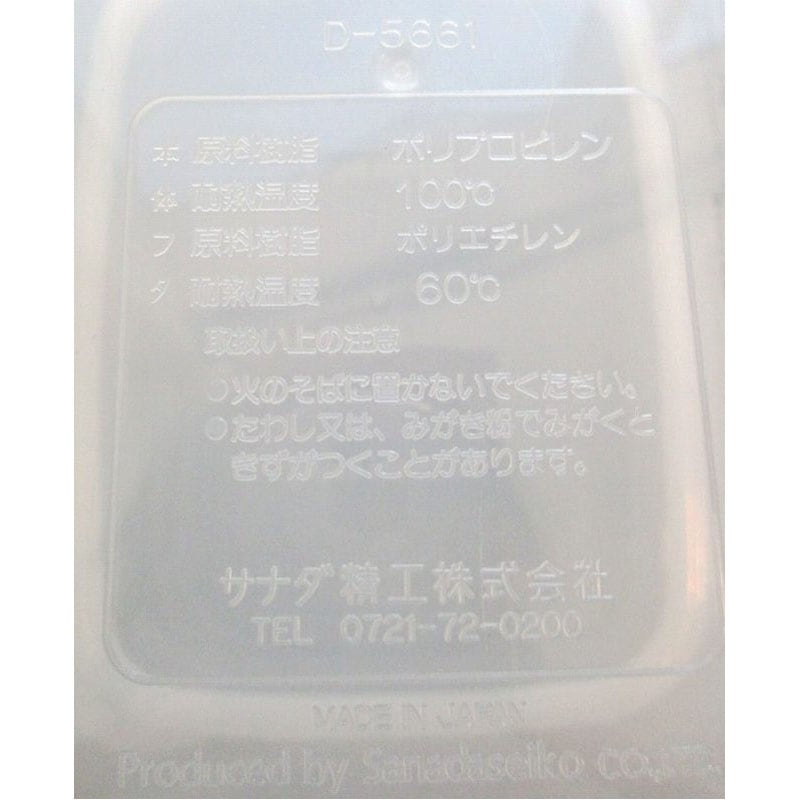 D-5661
本 原料樹脂 ポリプロピレン
体 耐熱温度 100℃
フ 原料樹脂 ポリエチレン
タ 耐熱温度 60℃
取扱い上の注意
○火のそばに置かないでください。
○たわし又は、みがき粉でみがくと
きずがつくことがあります。
サナダ精工株式会社
TEL 0721-72-0200
MADE IN JAPAN
Produced by Sanadaseiko CO.,LTD.